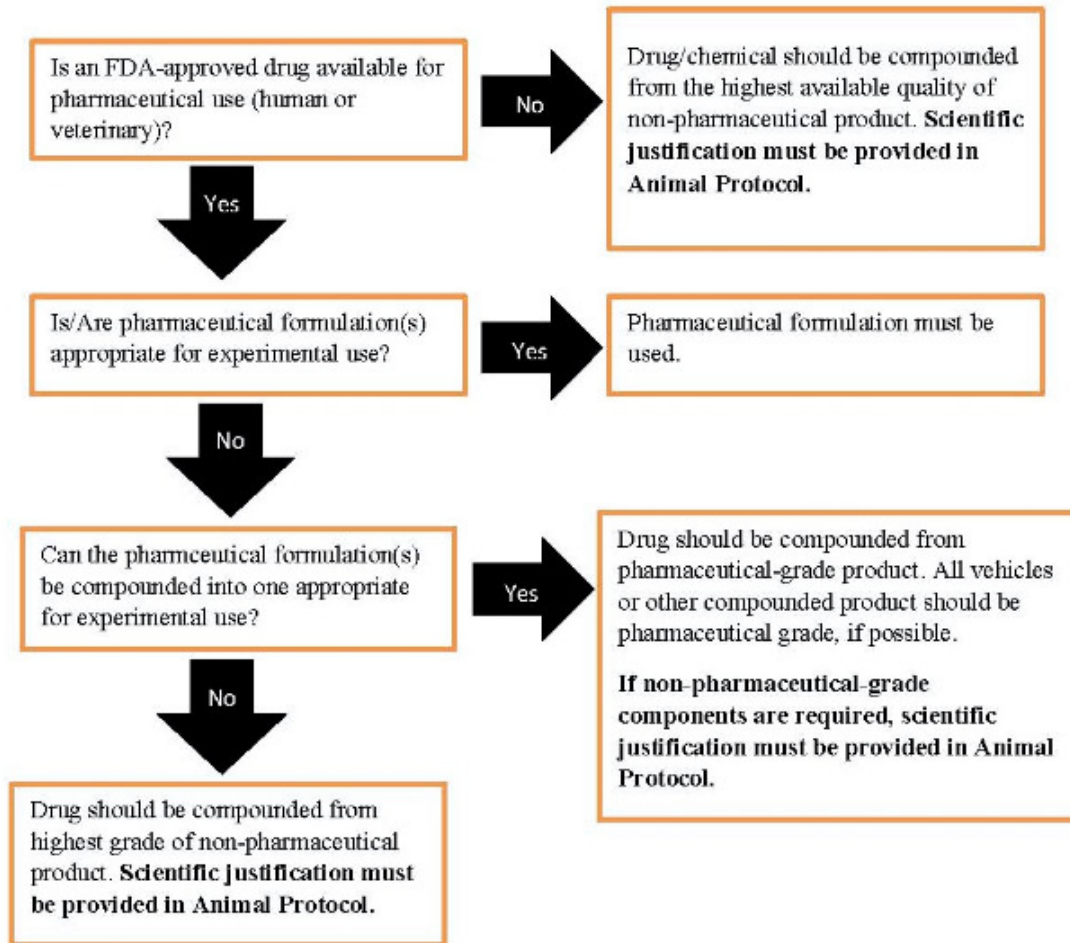 Is an FDA-approved drug available for
pharmaceutical use (human or
veterinary)?
No
Drug/chemical should be compounded
from the highest available quality of
non-pharmaceutical product. Scientific
justification must be provided in
Animal Protocol.
Yes
Is/Are pharmaceutical formulation(s)
appropriate for experimental use?
Yes
Pharmaceutical formulation must be
used.
No
Can the pharmceutical formulation(s)
be compounded into one appropriate
for experimental use?
Yes
Drug should be compounded from
pharmaceutical-grade product. All vehicles
or other compounded product should be
pharmaceutical grade, if possible.
If non-pharmaceutical-grade
components are required, scientific
justification must be provided in Animal
Protocol.
No
Drug should be compounded from
highest grade of non-pharmaceutical
product. Scientific justification must
be provided in Animal Protocol.